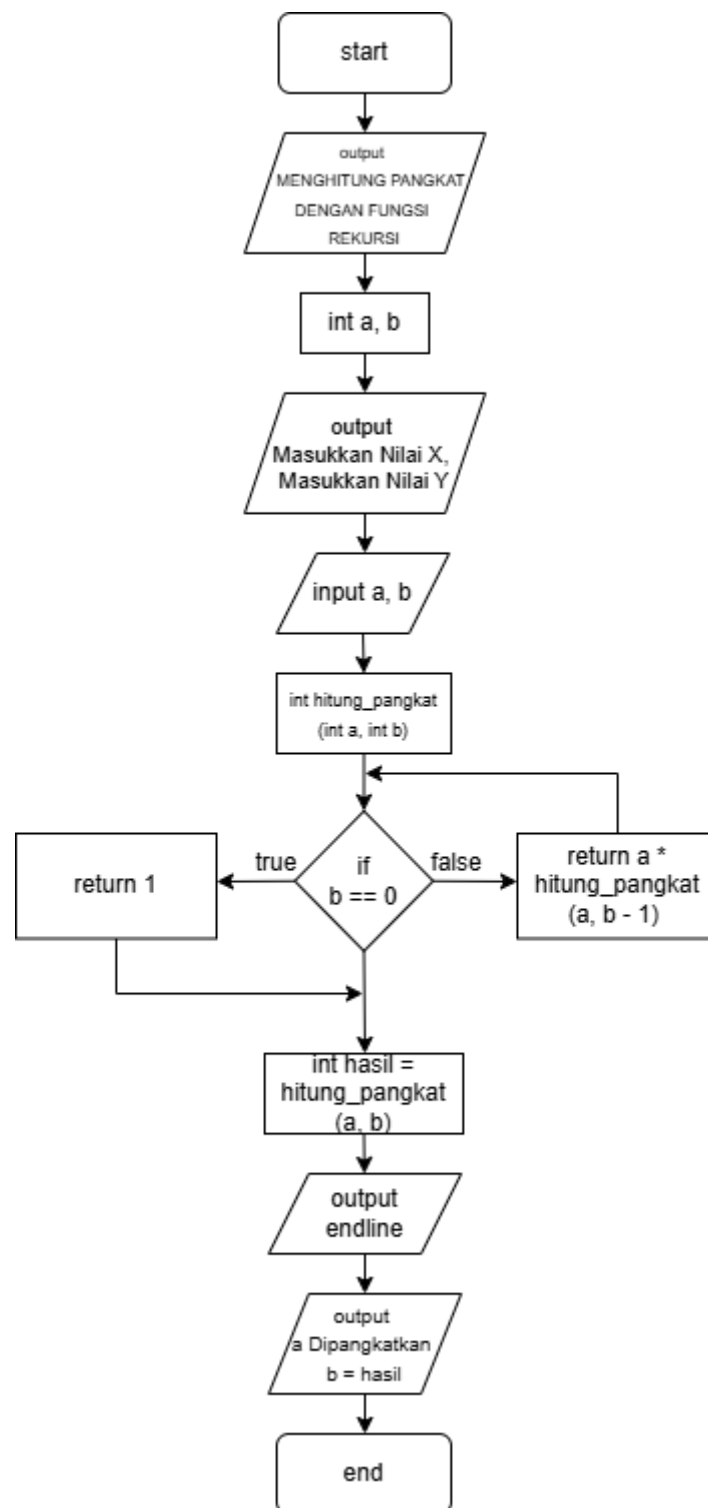 start
output
MENGHITUNG PANGKAT
DENGAN FUNGSI
REKURSI
int a, b
output
Masukkan Nilai X,
Masukkan Nilai Y
input a, b
int hitung_pangkat
(int a, int b)
true
if
b == 0
false
return 1
return a *
hitung_pangkat
(a, b - 1)
int hasil =
hitung_pangkat
(a, b)
output
endline
output
a Dipangkatkan
b = hasil
end